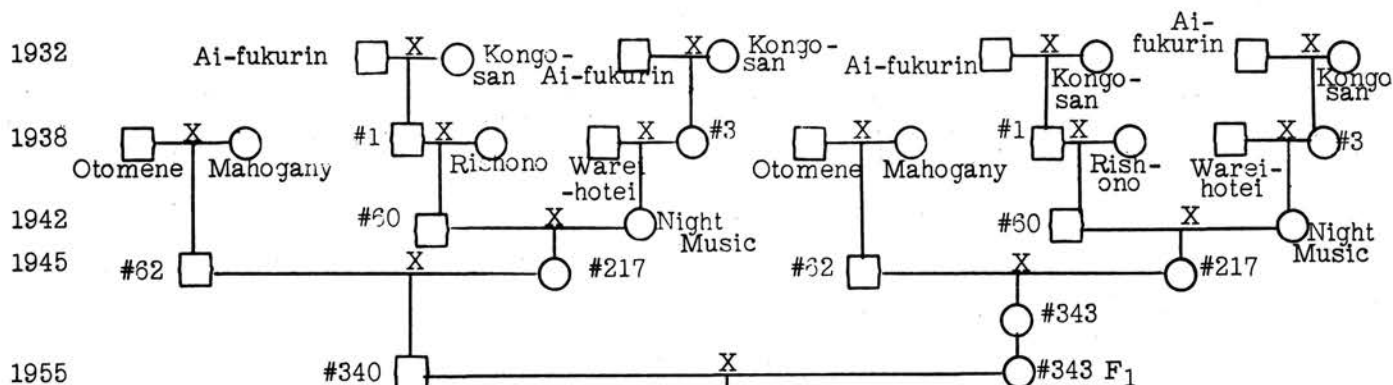 1932 Ai-fukurin X Kongo-
san Ai-fukurin X Kongo-
san Ai-fukurin X Kongo-
san Ai-
fukurin X Kongo
san
1938 X #1 X X #3 X #1 X X #3
Otomene Mahogany Rishono Warei
-hotei Otomene Mahogany Rish-
ono Warei-
hotei
1942 #60 X Night
Music #60 X Night
Music
1945 #62 X #217 #62 X #217
#343
1955 #340 X #343 F1